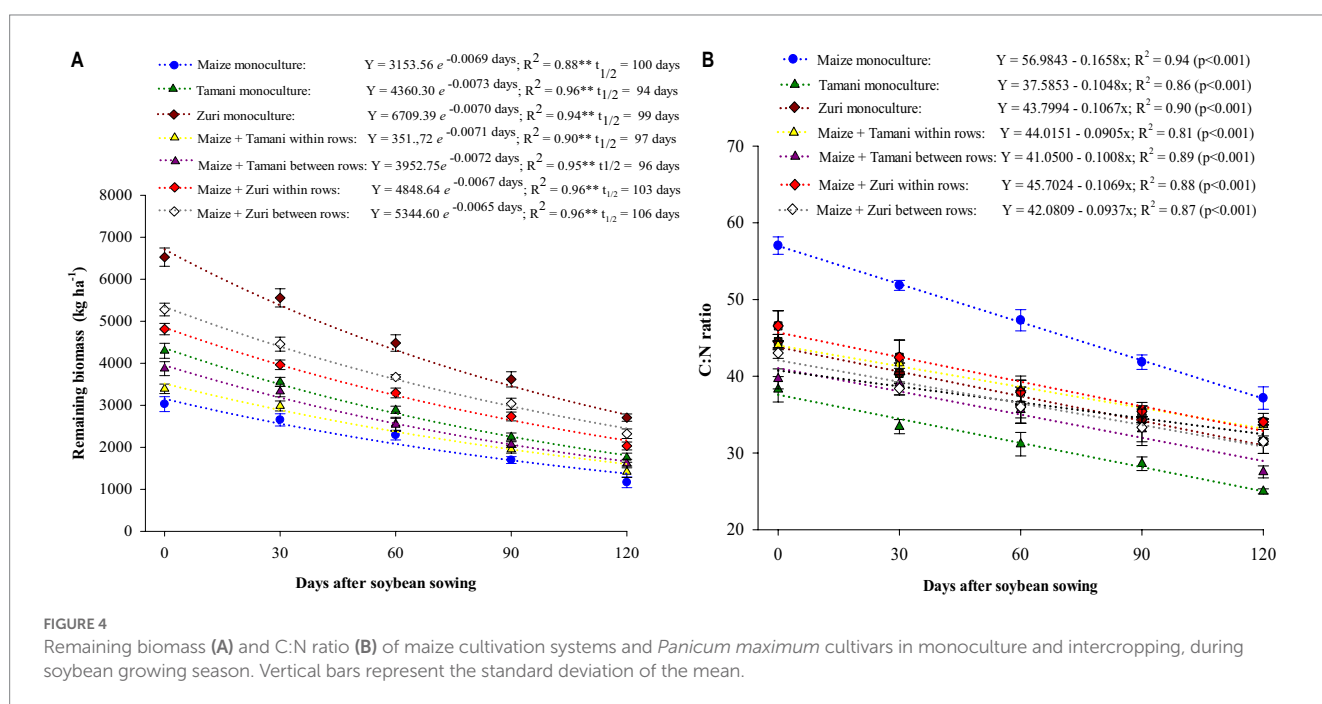 A
Maize monoculture: Y = 3153.56 e -0.0069 days; R2 = 0.88** t1/2 = 100 days
Tamani monoculture: Y = 4360.30 e -0.0073 days; R2 = 0.96** t1/2 = 94 days
Zuri monoculture: Y = 6709.39 e -0.0070 days; R2 = 0.94** t1/2 = 99 days
Maize + Tamani within rows: 351.,72 e -0.0071 days; R2 = 0.90** t1/2 = 97 days
Maize + Tamani between rows: Y = 3952.75e -0.0072 days; R2 = 0.95** t1/2 = 96 days
Maize + Zuri within rows: Y = 4848.64 e -0.0067 days; R2 = 0.96** t1/2 = 103 days
Maize + Zuri between rows: Y = 5344.60 e -0.0065 days; R2 = 0.96** t1/2 = 106 days
8000
7000
6000
5000
4000
3000
2000
1000
0
Remaining biomass (kg ha-1)
0 30 60 90 120
Days after soybean sowing
B
Maize monoculture: Y = 56.9843 - 0.1658x; R2 = 0.94 (p<0.001)
Tamani monoculture: Y = 37.5853 - 0.1048x; R2 = 0.86 (p<0.001)
Zuri monoculture: Y = 43.7994 - 0.1067x; R2 = 0.90 (p<0.001)
Maize + Tamani within rows: Y = 44.0151 - 0.0905x; R2 = 0.81 (p<0.001)
Maize + Tamani between rows: Y = 41.0500 - 0.1008x; R2 = 0.89 (p<0.001)
Maize + Zuri within rows: Y = 45.7024 - 0.1069x; R2 = 0.88 (p<0.001)
Maize + Zuri between rows: Y = 42.0809 - 0.0937x; R2 = 0.87 (p<0.001)
70
60
50
40
30
20
C:N ratio
0 30 60 90 120
Days after soybean sowing
FIGURE 4
Remaining biomass (A) and C:N ratio (B) of maize cultivation systems and Panicum maximum cultivars in monoculture and intercropping, during
soybean growing season. Vertical bars represent the standard deviation of the mean.